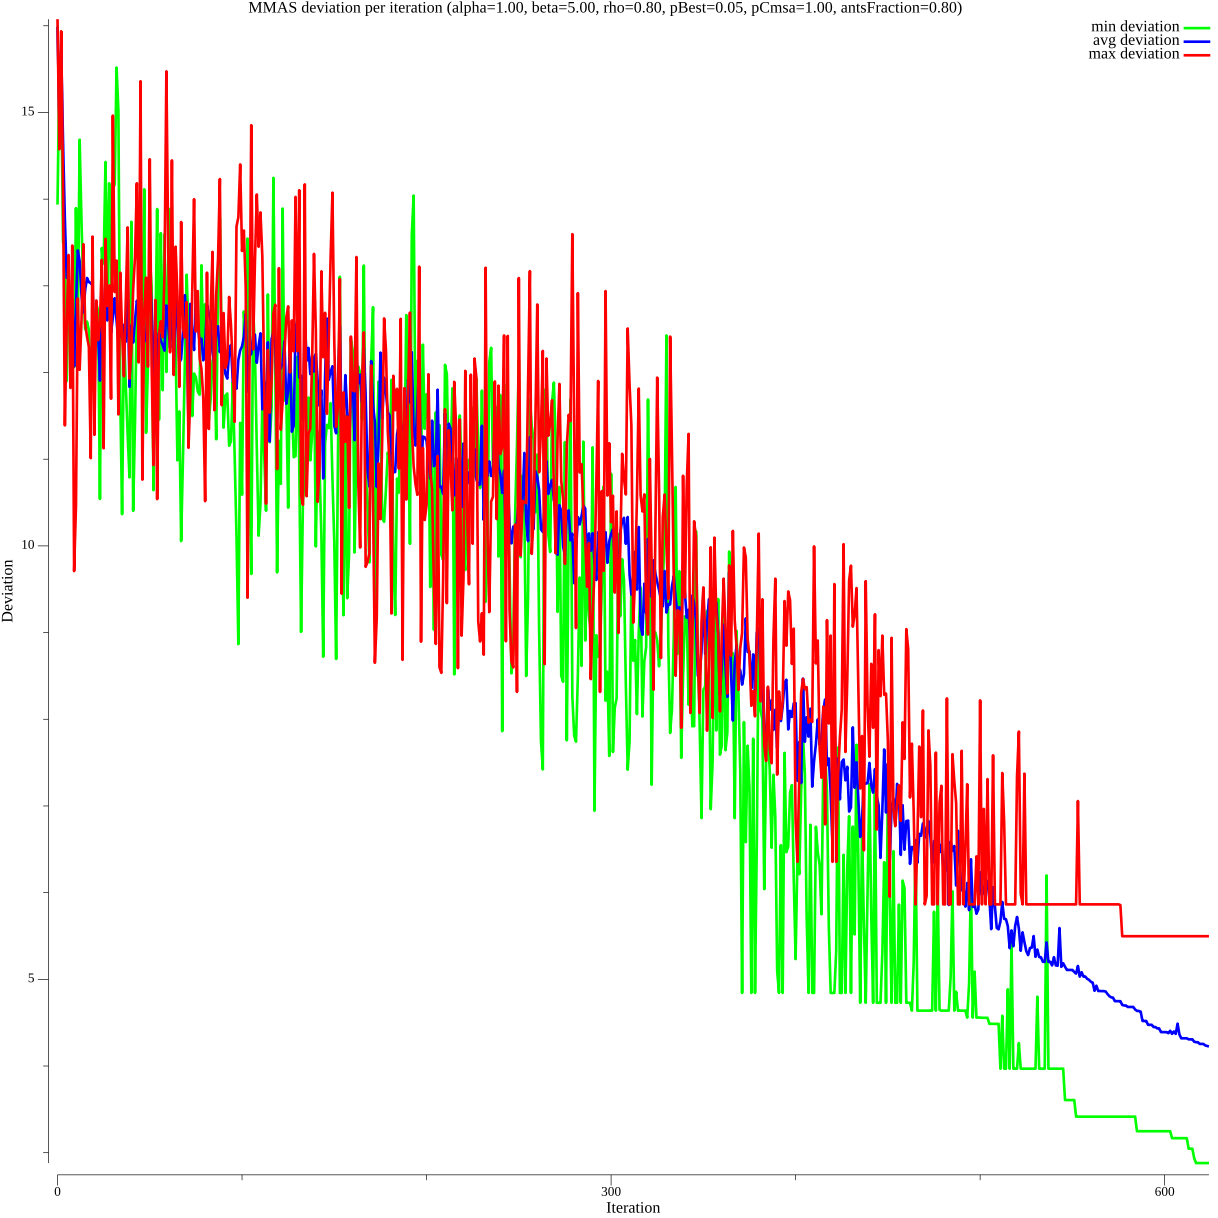 MMAS deviation per iteration (alpha=1.00, beta=5.00, rho=0.80, pBest=0.05, pCmsa=1.00, antsFraction=0.80)
min deviation
avg deviation
max deviation
15
10
5
Deviation
0
300
600
Iteration